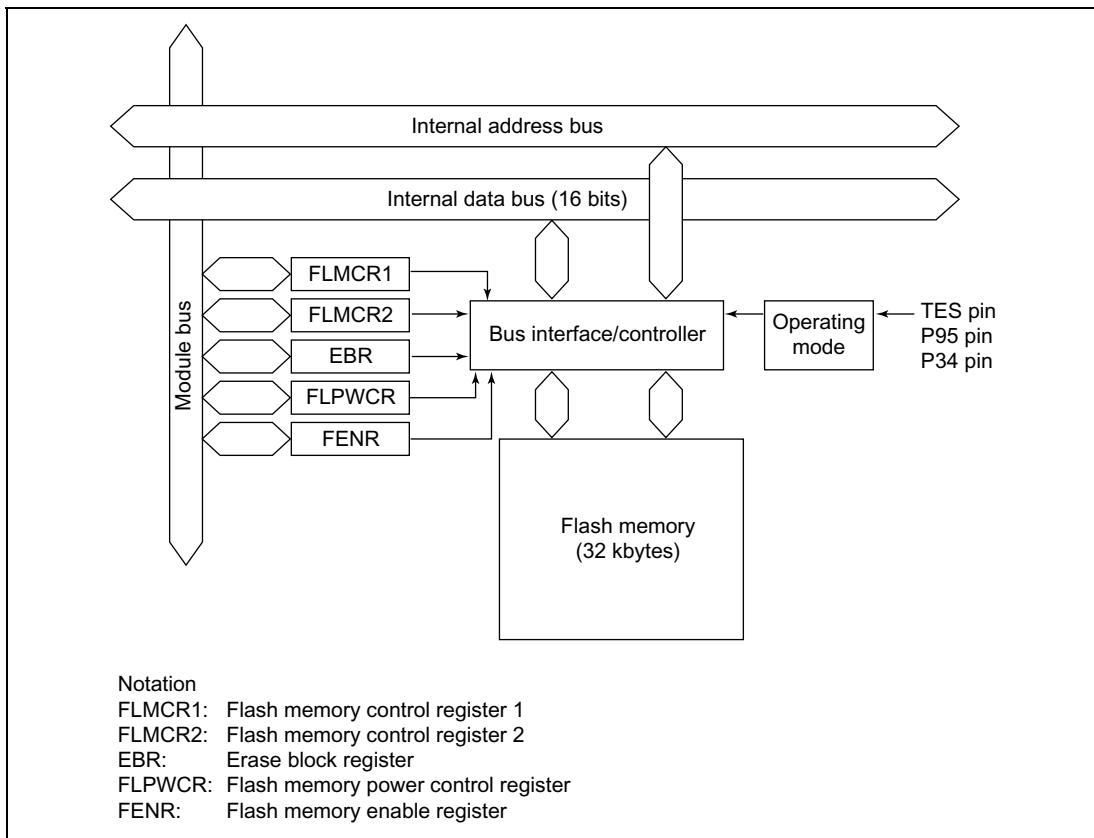 Internal address bus
Internal data bus (16 bits)
Module bus
FLMCR1
FLMCR2
EBR
FLPWCR
FENR
Bus interface/controller
Operating
mode
TES pin
P95 pin
P34 pin
Flash memory
(32 kbytes)
Notation
FLMCR1: Flash memory control register 1
FLMCR2: Flash memory control register 2
EBR: Erase block register
FLPWCR: Flash memory power control register
FENR: Flash memory enable register